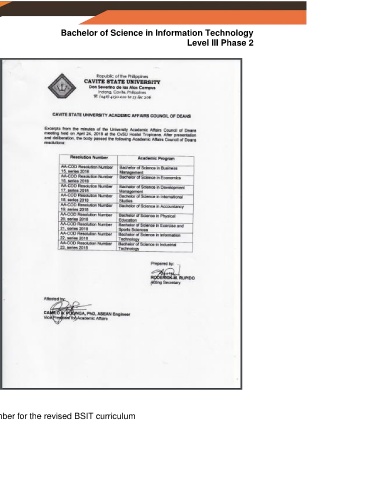 Bachelor of Science in Information Technology
Level III Phase 2
Republic of the Philippines
CAVITE STATE UNIVERSITY
Don Severino de las Alas Campus
Indang, Cavite, Philippines
CAVITE STATE UNIVERSITY ACADEMIC AFFAIRS COUNCIL OF DEANS
Excerpts from the minutes of the University Academic Affairs Council of Deans
meeting held on April 24, 2018 at the CvSU Hostel Tropicana. After presentation
and deliberation, the body passed the following Academic Affairs Council of Deans
resolutions:
Resolution Number Academic Program
AA-COD Resolution Number Bachelor of Science in Business
15, series 2018 Management
AA-COD Resolution Number Bachelor of Science in Economics
16, series 2018
AA-COD Resolution Number Bachelor of Science in Development
17, series 2018 Management
AA-COD Resolution Number Bachelor of Science in International
18, series 2018 Studies
AA-COD Resolution Number Bachelor of Science in Accountancy
19, series 2018
AA-COD Resolution Number Bachelor of Science in Physical
20, series 2018 Education
AA-COD Resolution Number Bachelor of Science in Exercise and
21, series 2018 Sports Sciences
AA-COD Resolution Number Bachelor of Science in Information
22, series 2018 Technology
AA-COD Resolution Number Bachelor of Science in Industrial
23, series 2018 Technology
Prepared by:
RODERICK M. RUPIDO
Acting Secretary
Attested by:
PhD, ASEAN Engineer
Vice President for Academic Affairs
mber for the revised BSIT curriculum